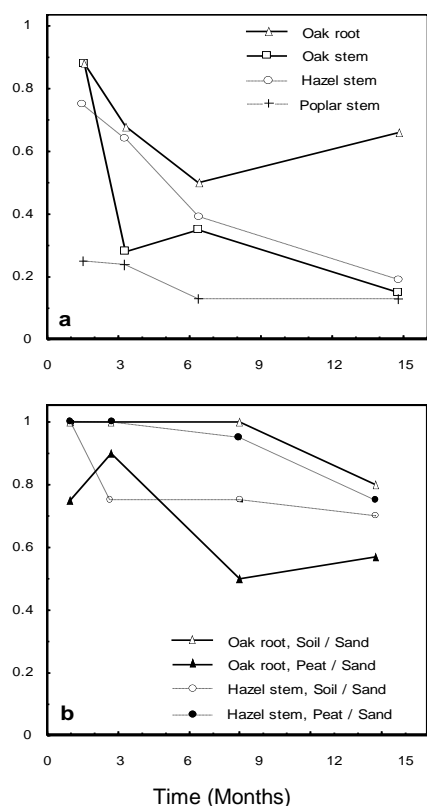 1
0.8
0.6
0.4
0.2
0
Oak root
Oak stem
Hazel stem
Poplar stem
a
0 3 6 9 12 15
1
0.8
0.6
0.4
0.2
0
Oak root, Soil / Sand
Oak root, Peat / Sand
Hazel stem, Soil / Sand
Hazel stem, Peat / Sand
b
0 3 6 9 12 15
Time (Months)